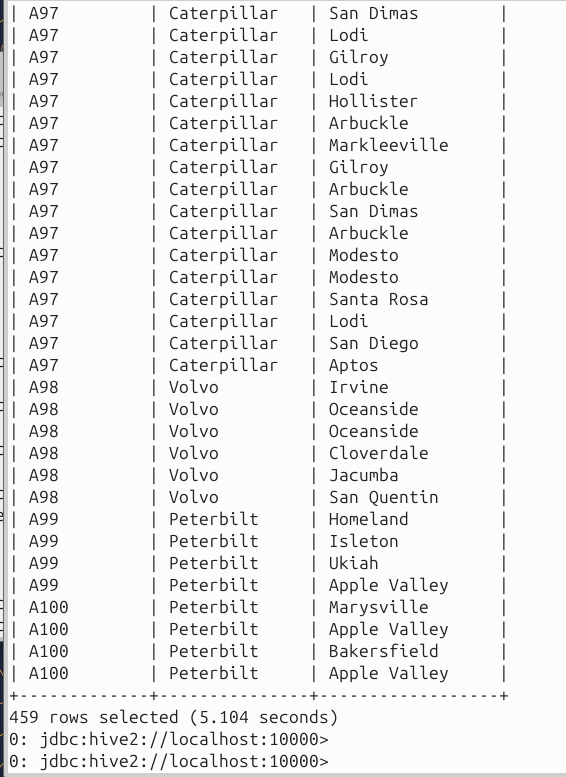 | A97 | Caterpillar | San Dimas |
| A97 | Caterpillar | Lodi |
| A97 | Caterpillar | Gilroy |
| A97 | Caterpillar | Lodi |
| A97 | Caterpillar | Hollister |
| A97 | Caterpillar | Arbuckle |
| A97 | Caterpillar | Markleeville |
| A97 | Caterpillar | Gilroy |
| A97 | Caterpillar | Arbuckle |
| A97 | Caterpillar | San Dimas |
| A97 | Caterpillar | Arbuckle |
| A97 | Caterpillar | Modesto |
| A97 | Caterpillar | Modesto |
| A97 | Caterpillar | Santa Rosa |
| A97 | Caterpillar | Lodi |
| A97 | Caterpillar | San Diego |
| A97 | Caterpillar | Aptos |
| A98 | Volvo | Irvine |
| A98 | Volvo | Oceanside |
| A98 | Volvo | Oceanside |
| A98 | Volvo | Cloverdale |
| A98 | Volvo | Jacumba |
| A98 | Volvo | San Quentin |
| A99 | Peterbilt | Homeland |
| A99 | Peterbilt | Isleton |
| A99 | Peterbilt | Ukiah |
| A99 | Peterbilt | Apple Valley |
| A100 | Peterbilt | Marysville |
| A100 | Peterbilt | Apple Valley |
| A100 | Peterbilt | Bakersfield |
| A100 | Peterbilt | Apple Valley |
+-------------+---------------+------------------+
459 rows selected (5.104 seconds)
0: jdbc:hive2://localhost:10000>
0: jdbc:hive2://localhost:10000>